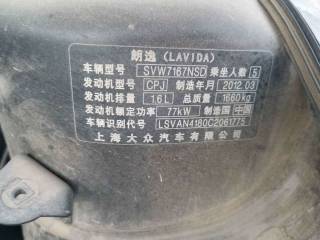 朗逸 (LAVIDA)
车辆型号 SVW7167NSD 乘坐人数 5
发动机型号 CPJ 制造年月 2012.03
发动机排量 1.6L 总质量 1660kg
发动机额定功率 77kW 制造国 中国
车辆识别代号 LSVAN4180C2061775
上海大众汽车有限公司